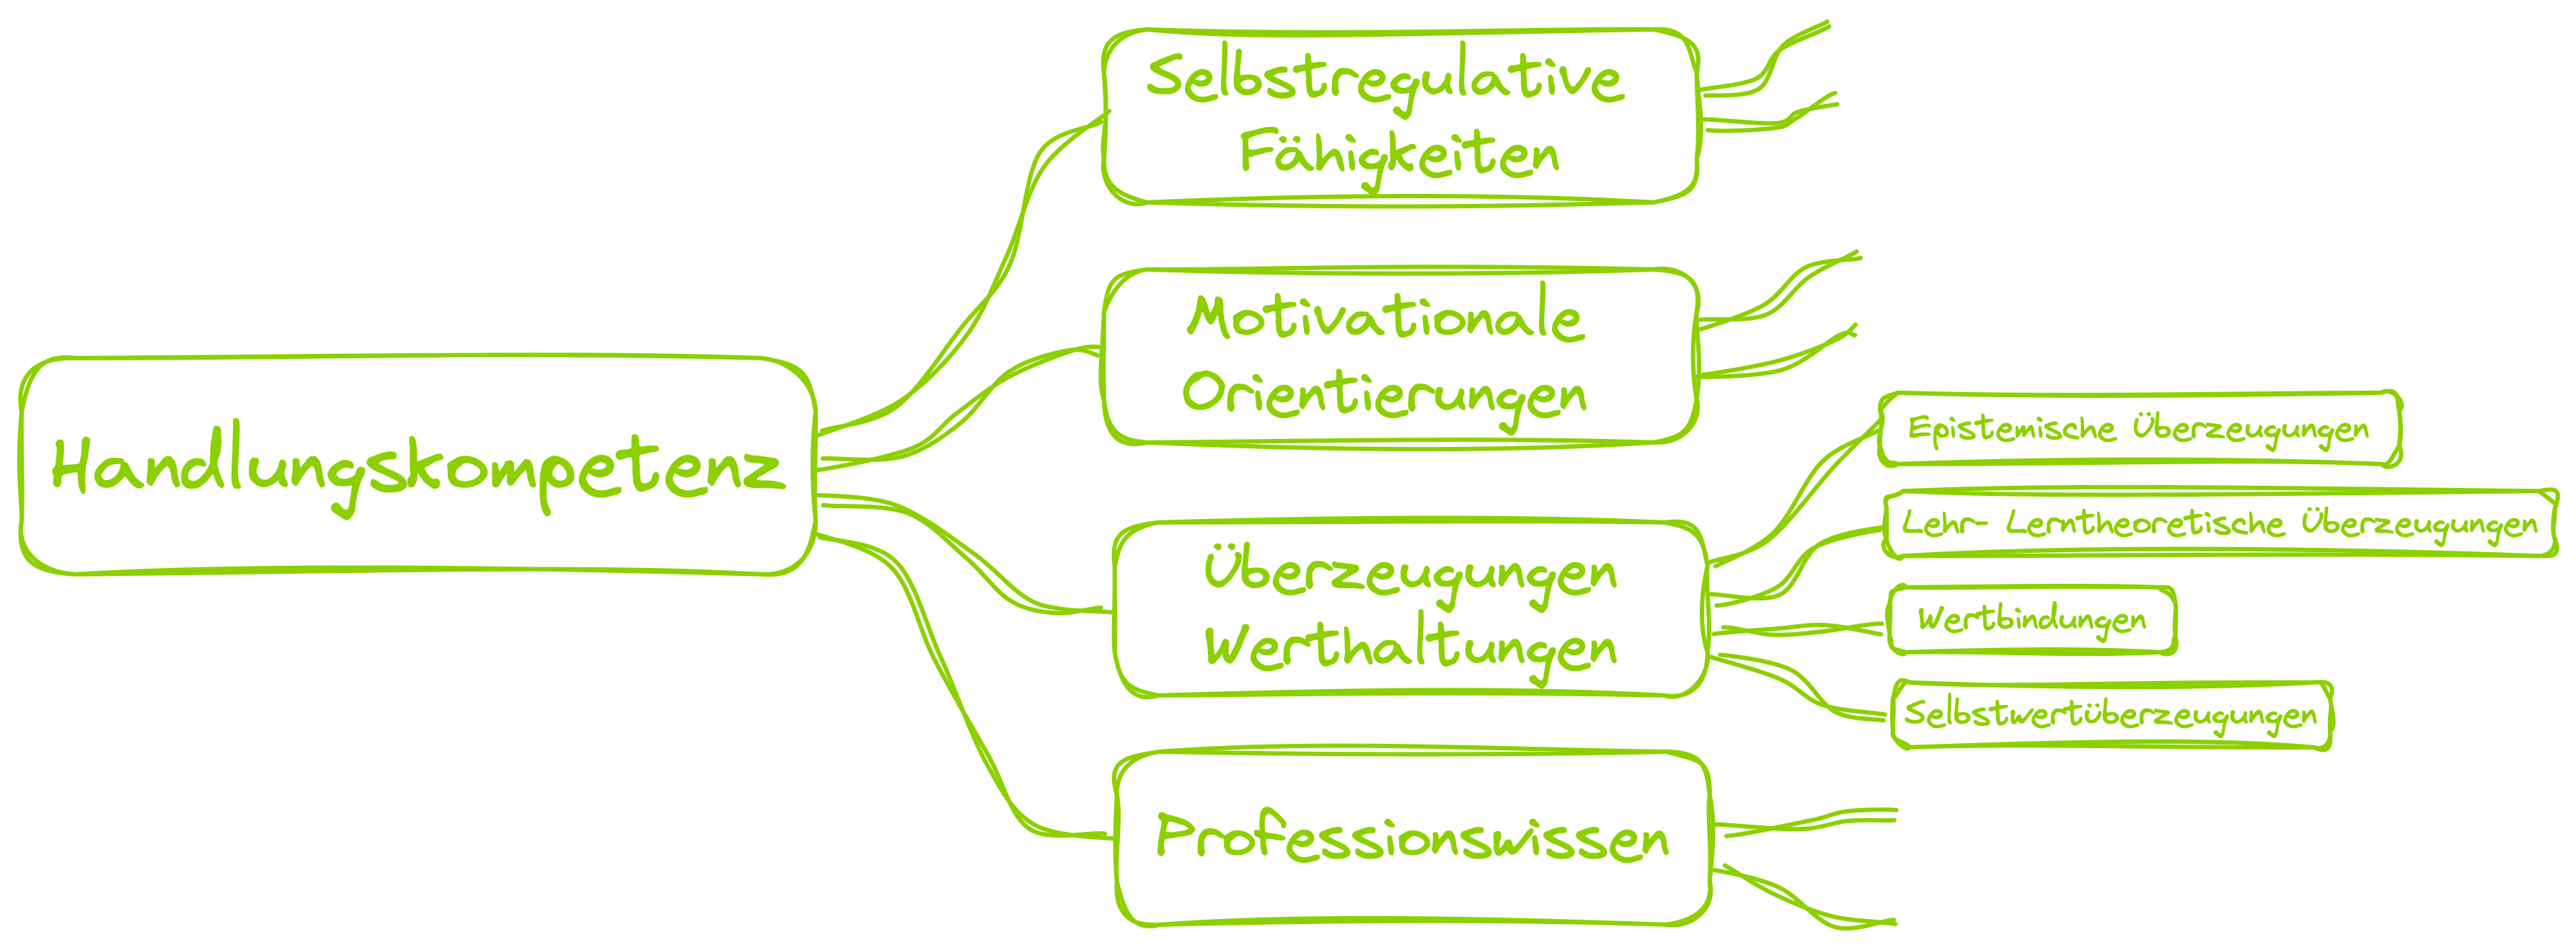 Handlungskompetenz
Selbstregulative
Fähigkeiten
Motivationale
Orientierungen
Überzeugungen
Werthaltungen
Epistemische Überzeugungen
Lehr- Lerntheoretische Überzeugungen
Wertbindungen
Selbstwertüberzeugungen
Professionswissen